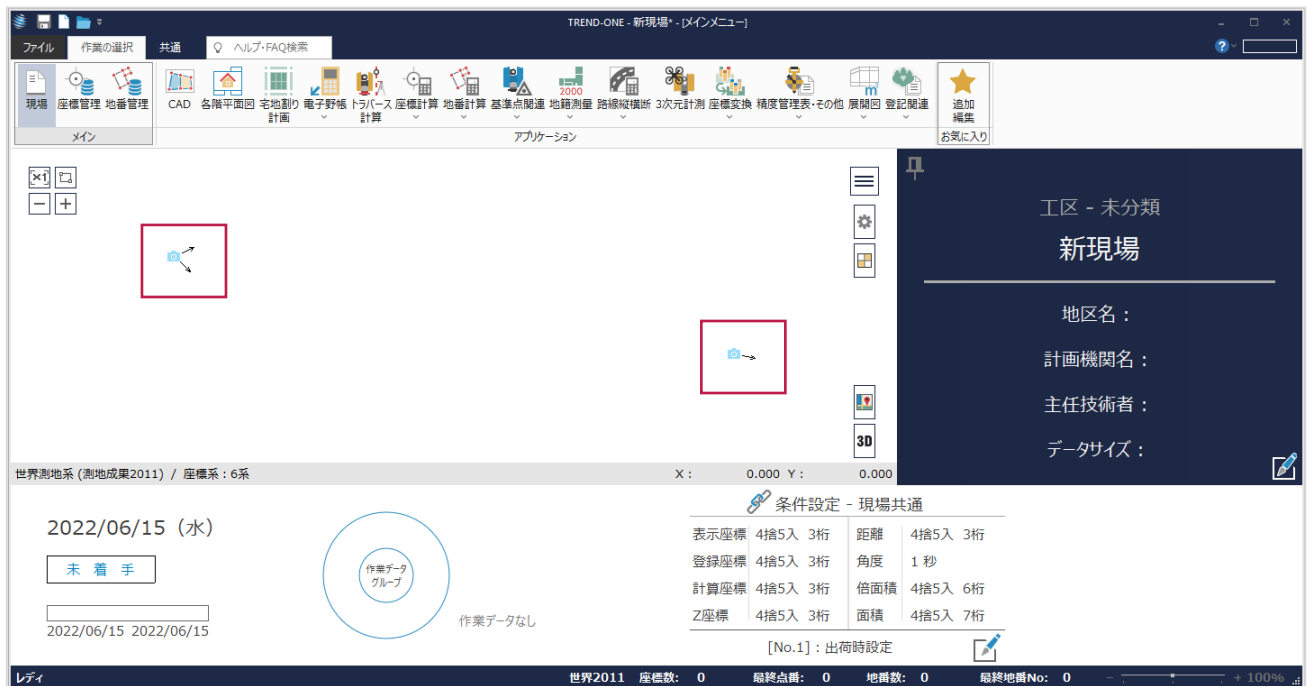 TREND-ONE - 新現場* - [メインメニュー]
ファイル 作業の選択 共通 ヘルプ・FAQ検索
現場 座標管理 地番管理 CAD 各階平面図 宅地割り計画 電子野帳 トラバース計算 座標計算 地番計算 基準点関連 地籍測量 路線縦横断 3次元計測 座標変換 精度管理表・その他 展開図 登記関連 追加編集
2000
m
メイン アプリケーション お気に入り
×1
工区 - 未分類
新現場
地区名：
計画機関名：
主任技術者：
データサイズ：
3D
世界測地系 (測地成果2011) / 座標系：6系 X： 0.000 Y： 0.000
条件設定 - 現場共通
2022/06/15（水）
未着手
2022/06/15 2022/06/15
作業データ
グループ
作業データなし
表示座標 4捨5入 3桁 距離 4捨5入 3桁
登録座標 4捨5入 3桁 角度 1 秒
計算座標 4捨5入 3桁 倍面積 4捨5入 6桁
Z座標 4捨5入 3桁 面積 4捨5入 7桁
[No.1]：出荷時設定
レディ 世界2011 座標数: 0 最終点番: 0 地番数: 0 最終地番No: 0 - + 100%